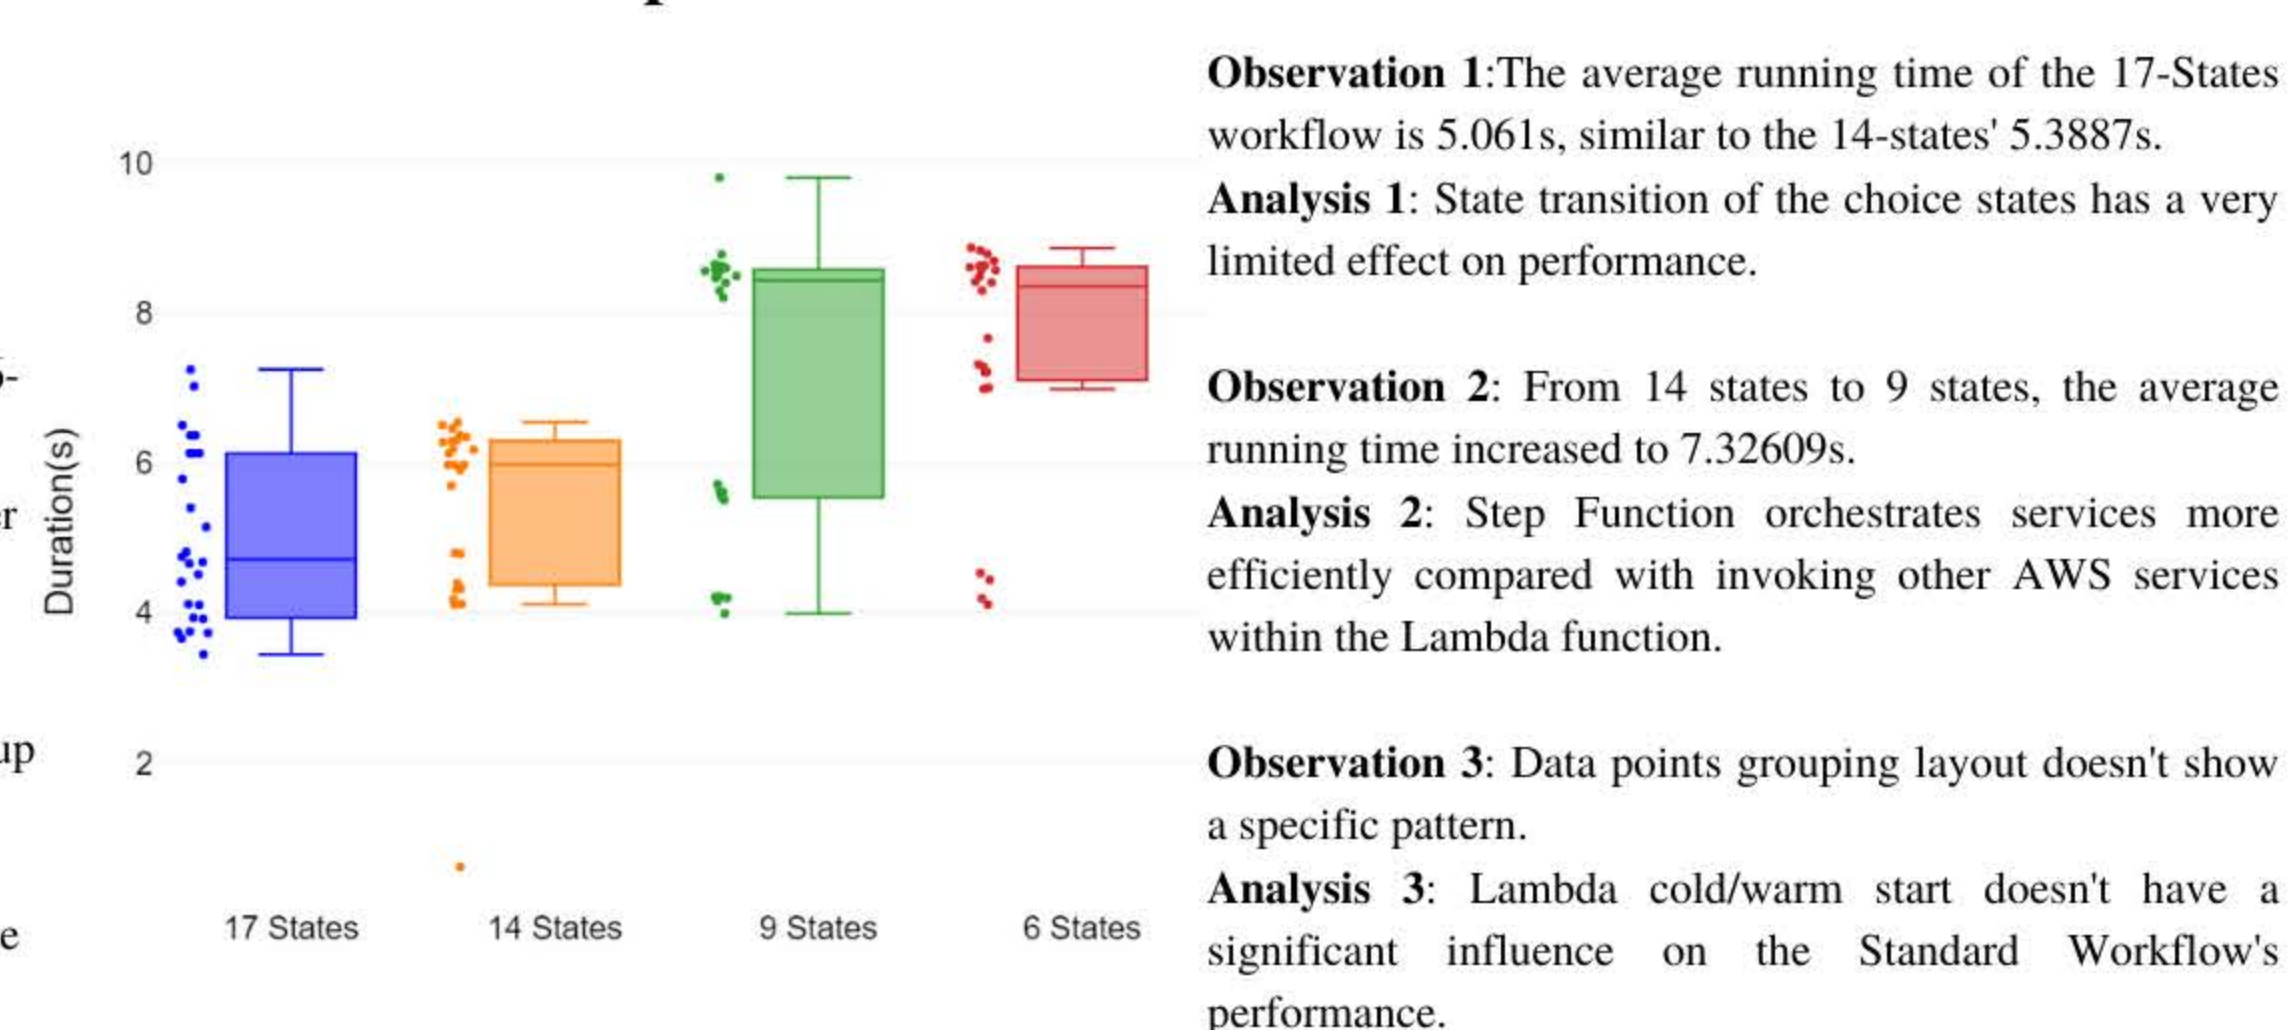 10
8
6
4
2
Duration(s)
17 States 14 States 9 States 6 States
Observation 1:The average running time of the 17-States
workflow is 5.061s, similar to the 14-states' 5.3887s.
Analysis 1: State transition of the choice states has a very
limited effect on performance.
Observation 2: From 14 states to 9 states, the average
running time increased to 7.32609s.
Analysis 2: Step Function orchestrates services more
efficiently compared with invoking other AWS services
within the Lambda function.
Observation 3: Data points grouping layout doesn't show
a specific pattern.
Analysis 3: Lambda cold/warm start doesn't have a
significant influence on the Standard Workflow's
performance.